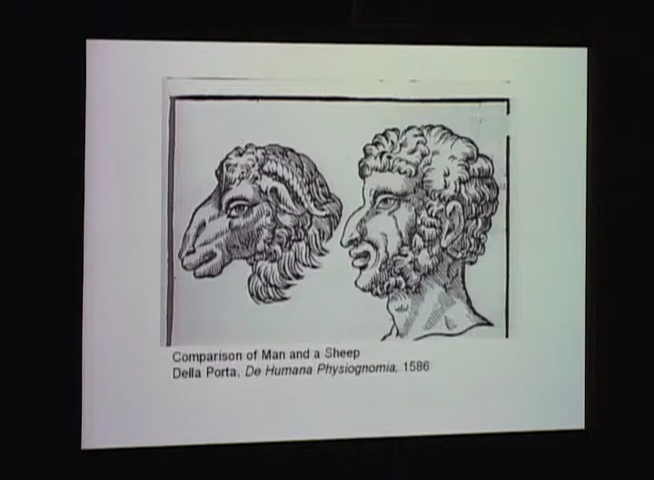 Comparison of Man and a Sheep
Della Porta, De Humana Physiognomia, 1586